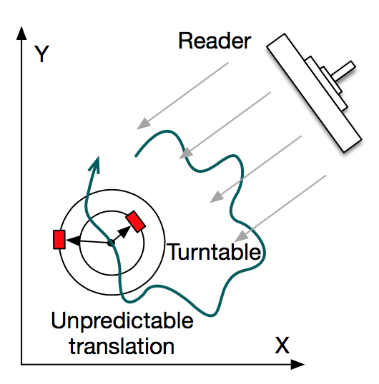 Reader
Y
Turntable
Unpredictable
translation
X